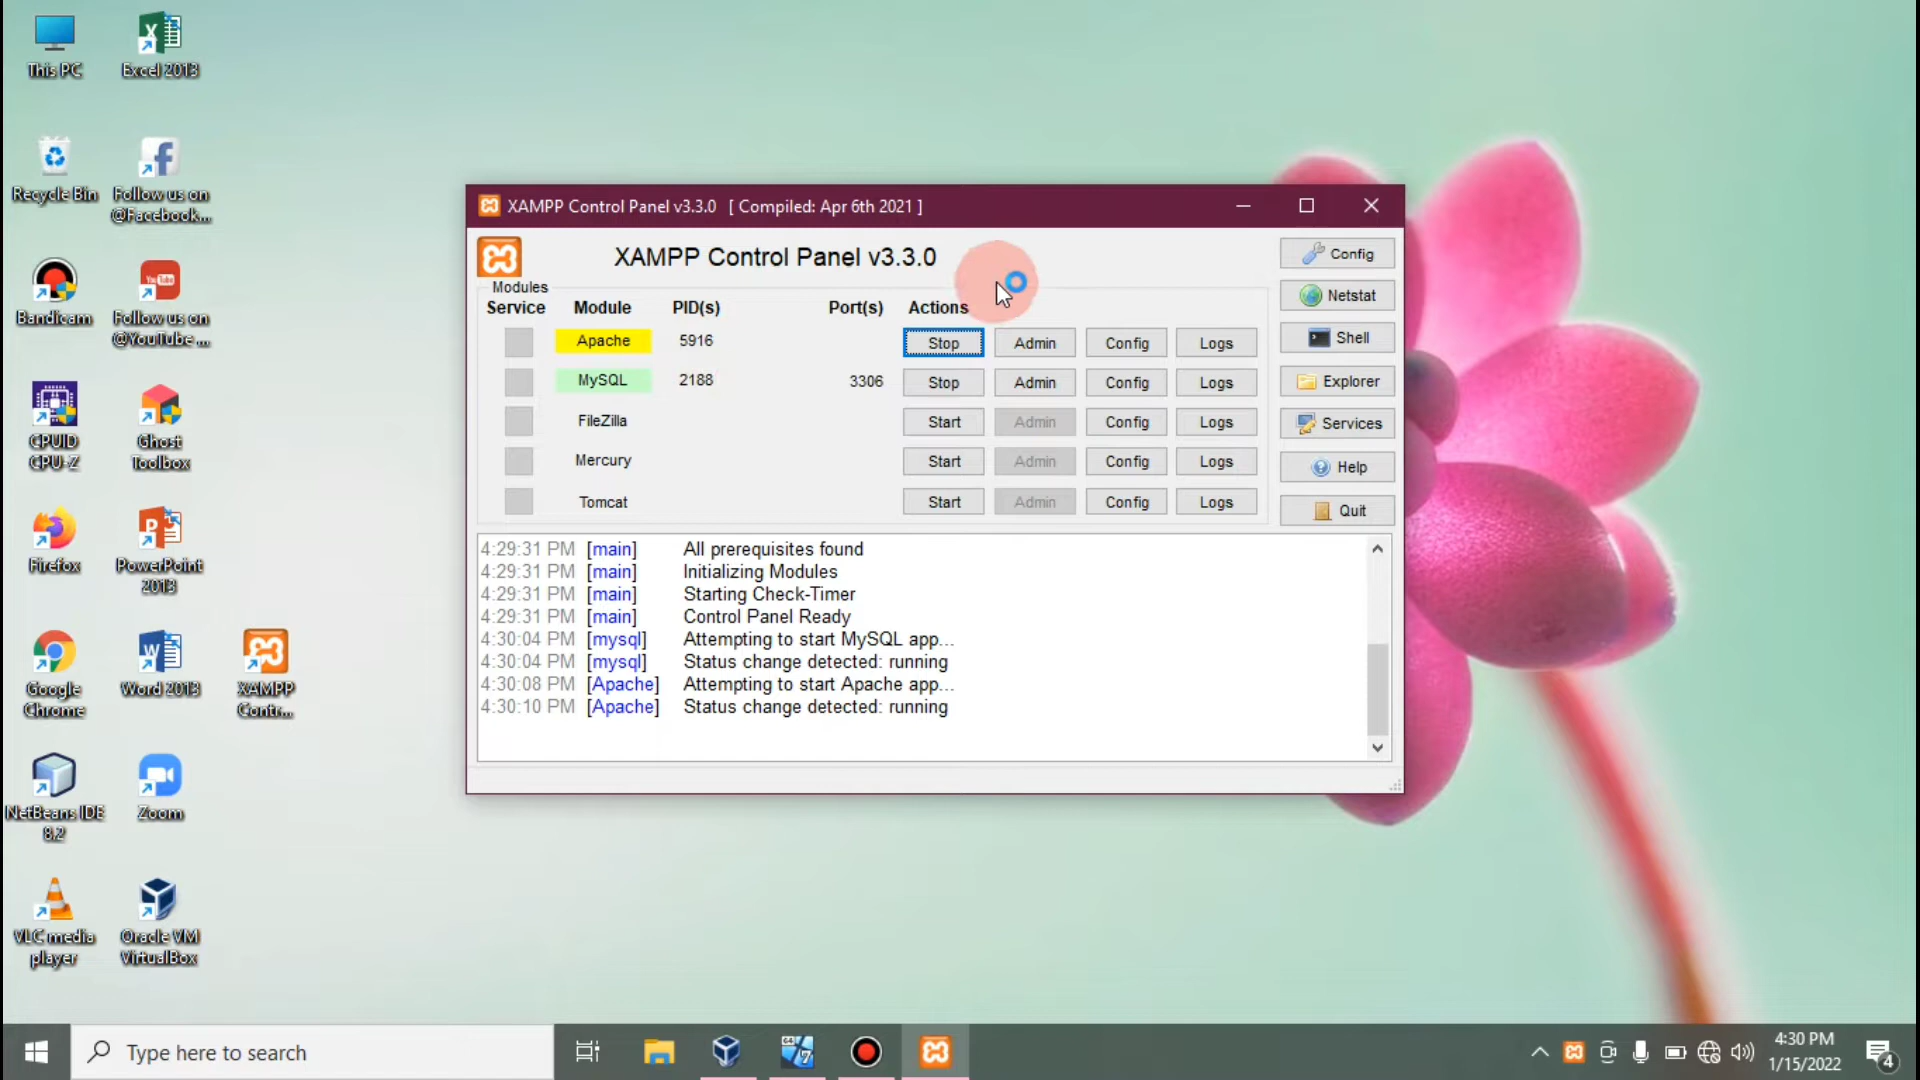 This PC
Excel 2013
Recycle Bin
Follow us on
@Facebook...
Bandicam
Follow us on
@YouTube ...
CPUID
CPU-Z
Ghost
Toolbox
Firefox
PowerPoint
2013
Google
Chrome
Word 2013
XAMPP
Contr...
NetBeans IDE
8.2
Zoom
VLC media
player
Oracle VM
VirtualBox
XAMPP Control Panel v3.3.0 [ Compiled: Apr 6th 2021 ]
XAMPP Control Panel v3.3.0
Modules
Service Module PID(s) Port(s) Actions
Apache 5916 Stop Admin Config Logs
MySQL 2188 3306 Stop Admin Config Logs
FileZilla Start Admin Config Logs
Mercury Start Admin Config Logs
Tomcat Start Admin Config Logs
Config
Netstat
Shell
Explorer
Services
Help
Quit
4:29:31 PM [main] All prerequisites found
4:29:31 PM [main] Initializing Modules
4:29:31 PM [main] Starting Check-Timer
4:29:31 PM [main] Control Panel Ready
4:30:04 PM [mysql] Attempting to start MySQL app...
4:30:04 PM [mysql] Status change detected: running
4:30:08 PM [Apache] Attempting to start Apache app...
4:30:10 PM [Apache] Status change detected: running
Type here to search
64
7
4:30 PM
1/15/2022
4